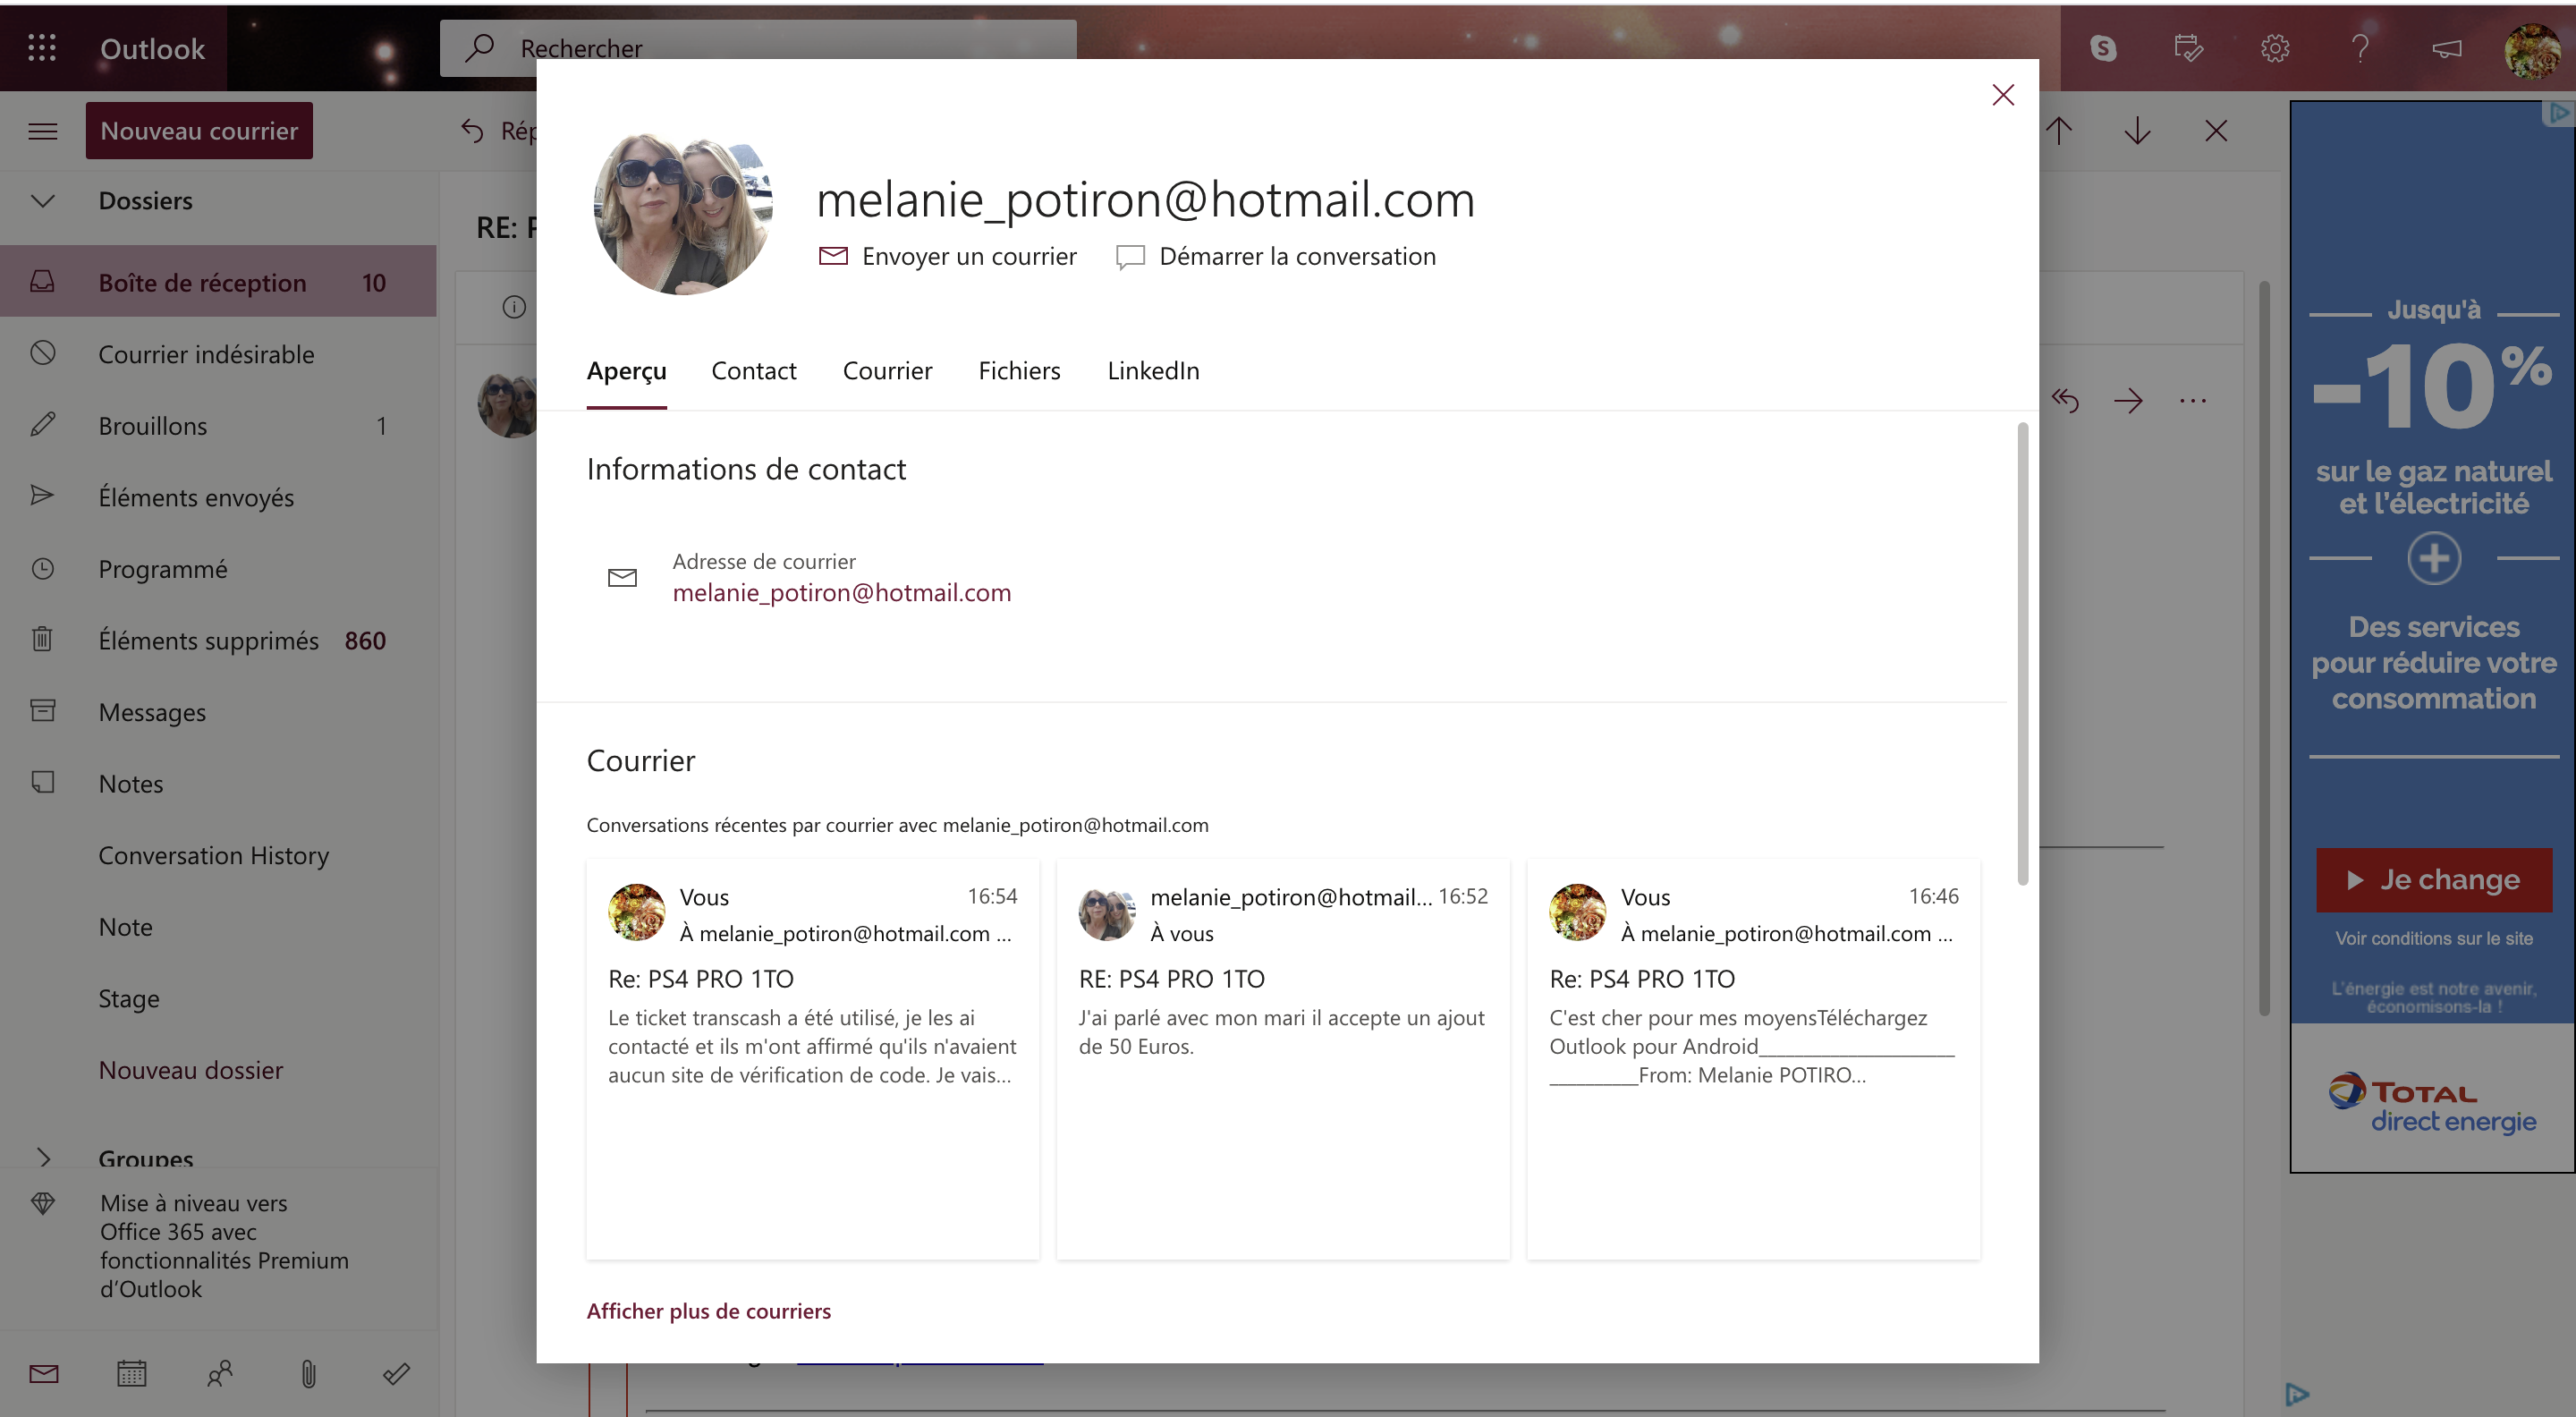 Outlook
Rechercher
Nouveau courrier
Rép
Dossiers
RE: P
Boîte de réception 10
Courrier indésirable
Brouillons 1
Éléments envoyés
Programmé
Éléments supprimés 860
Messages
Notes
Conversation History
Note
Stage
Nouveau dossier
Groupes
Mise à niveau vers
Office 365 avec
fonctionnalités Premium
d'Outlook
melanie_potiron@hotmail.com
Envoyer un courrier Démarrer la conversation
Aperçu Contact Courrier Fichiers LinkedIn
Informations de contact
Adresse de courrier
melanie_potiron@hotmail.com
Courrier
Conversations récentes par courrier avec melanie_potiron@hotmail.com
Vous 16:54
À melanie_potiron@hotmail.com ...
Re: PS4 PRO 1TO
Le ticket transcash a été utilisé, je les ai
contacté et ils m'ont affirmé qu'ils n'avaient
aucun site de vérification de code. Je vais...
melanie_potiron@hotmail... 16:52
À vous
RE: PS4 PRO 1TO
J'ai parlé avec mon mari il accepte un ajout
de 50 Euros.
Vous 16:46
À melanie_potiron@hotmail.com ...
Re: PS4 PRO 1TO
C'est cher pour mes moyensTéléchargez
Outlook pour Android______________________
__________From: Melanie POTIRO...
Afficher plus de courriers
Jusqu'à
-10%
sur le gaz naturel
et l'électricité
Des services
pour réduire votre
consommation
Je change
Voir conditions sur le site
L'énergie est notre avenir,
économisons-la !
TOTAL
direct energie